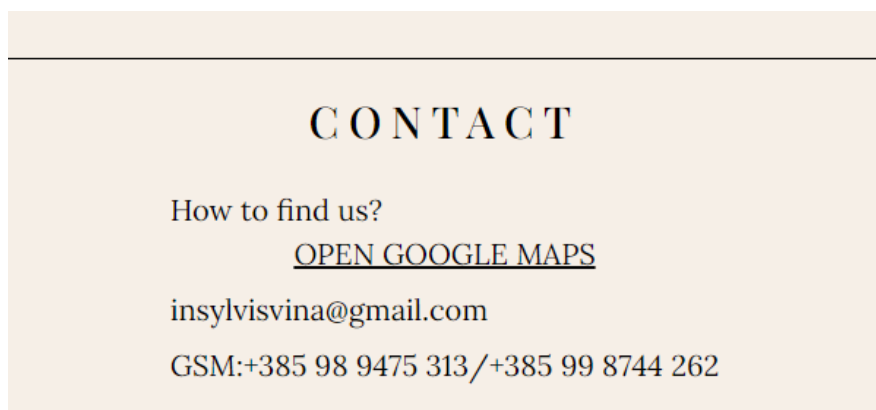 CONTACT
How to find us?
OPEN GOOGLE MAPS
insylvisvina@gmail.com
GSM:+385 98 9475 313/+385 99 8744 262